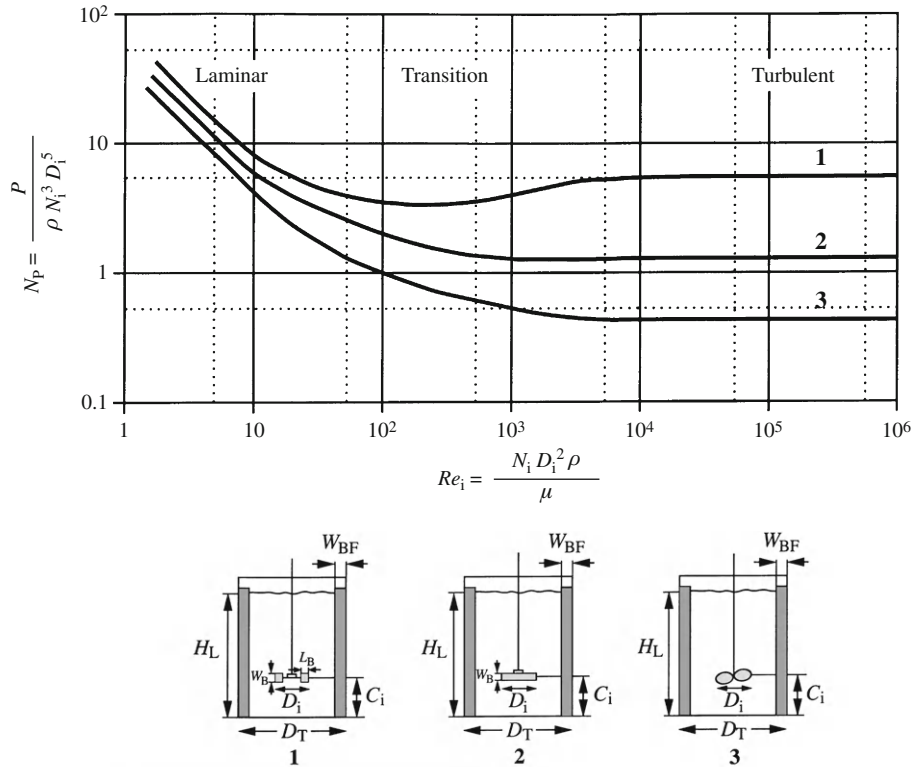 10²
Laminar
Transition
Turbulent
10
1
N_P = P / ρ N_i³ D_i⁵
2
1
3
0.1
1
10
10²
10³
10⁴
10⁵
10⁶
Re_i = N_i D_i² ρ / μ
W_BF
W_BF
W_BF
H_L
W_B
L_B
D_i
C_i
D_T
1
H_L
W_B
D_i
C_i
D_T
2
H_L
D_i
C_i
D_T
3